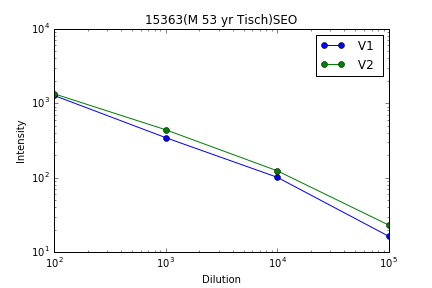 15363(M 53 yr Tisch)SEO
10^4
V1
V2
10^3
Intensity
10^2
10^1
10^2 10^3 10^4 10^5
Dilution